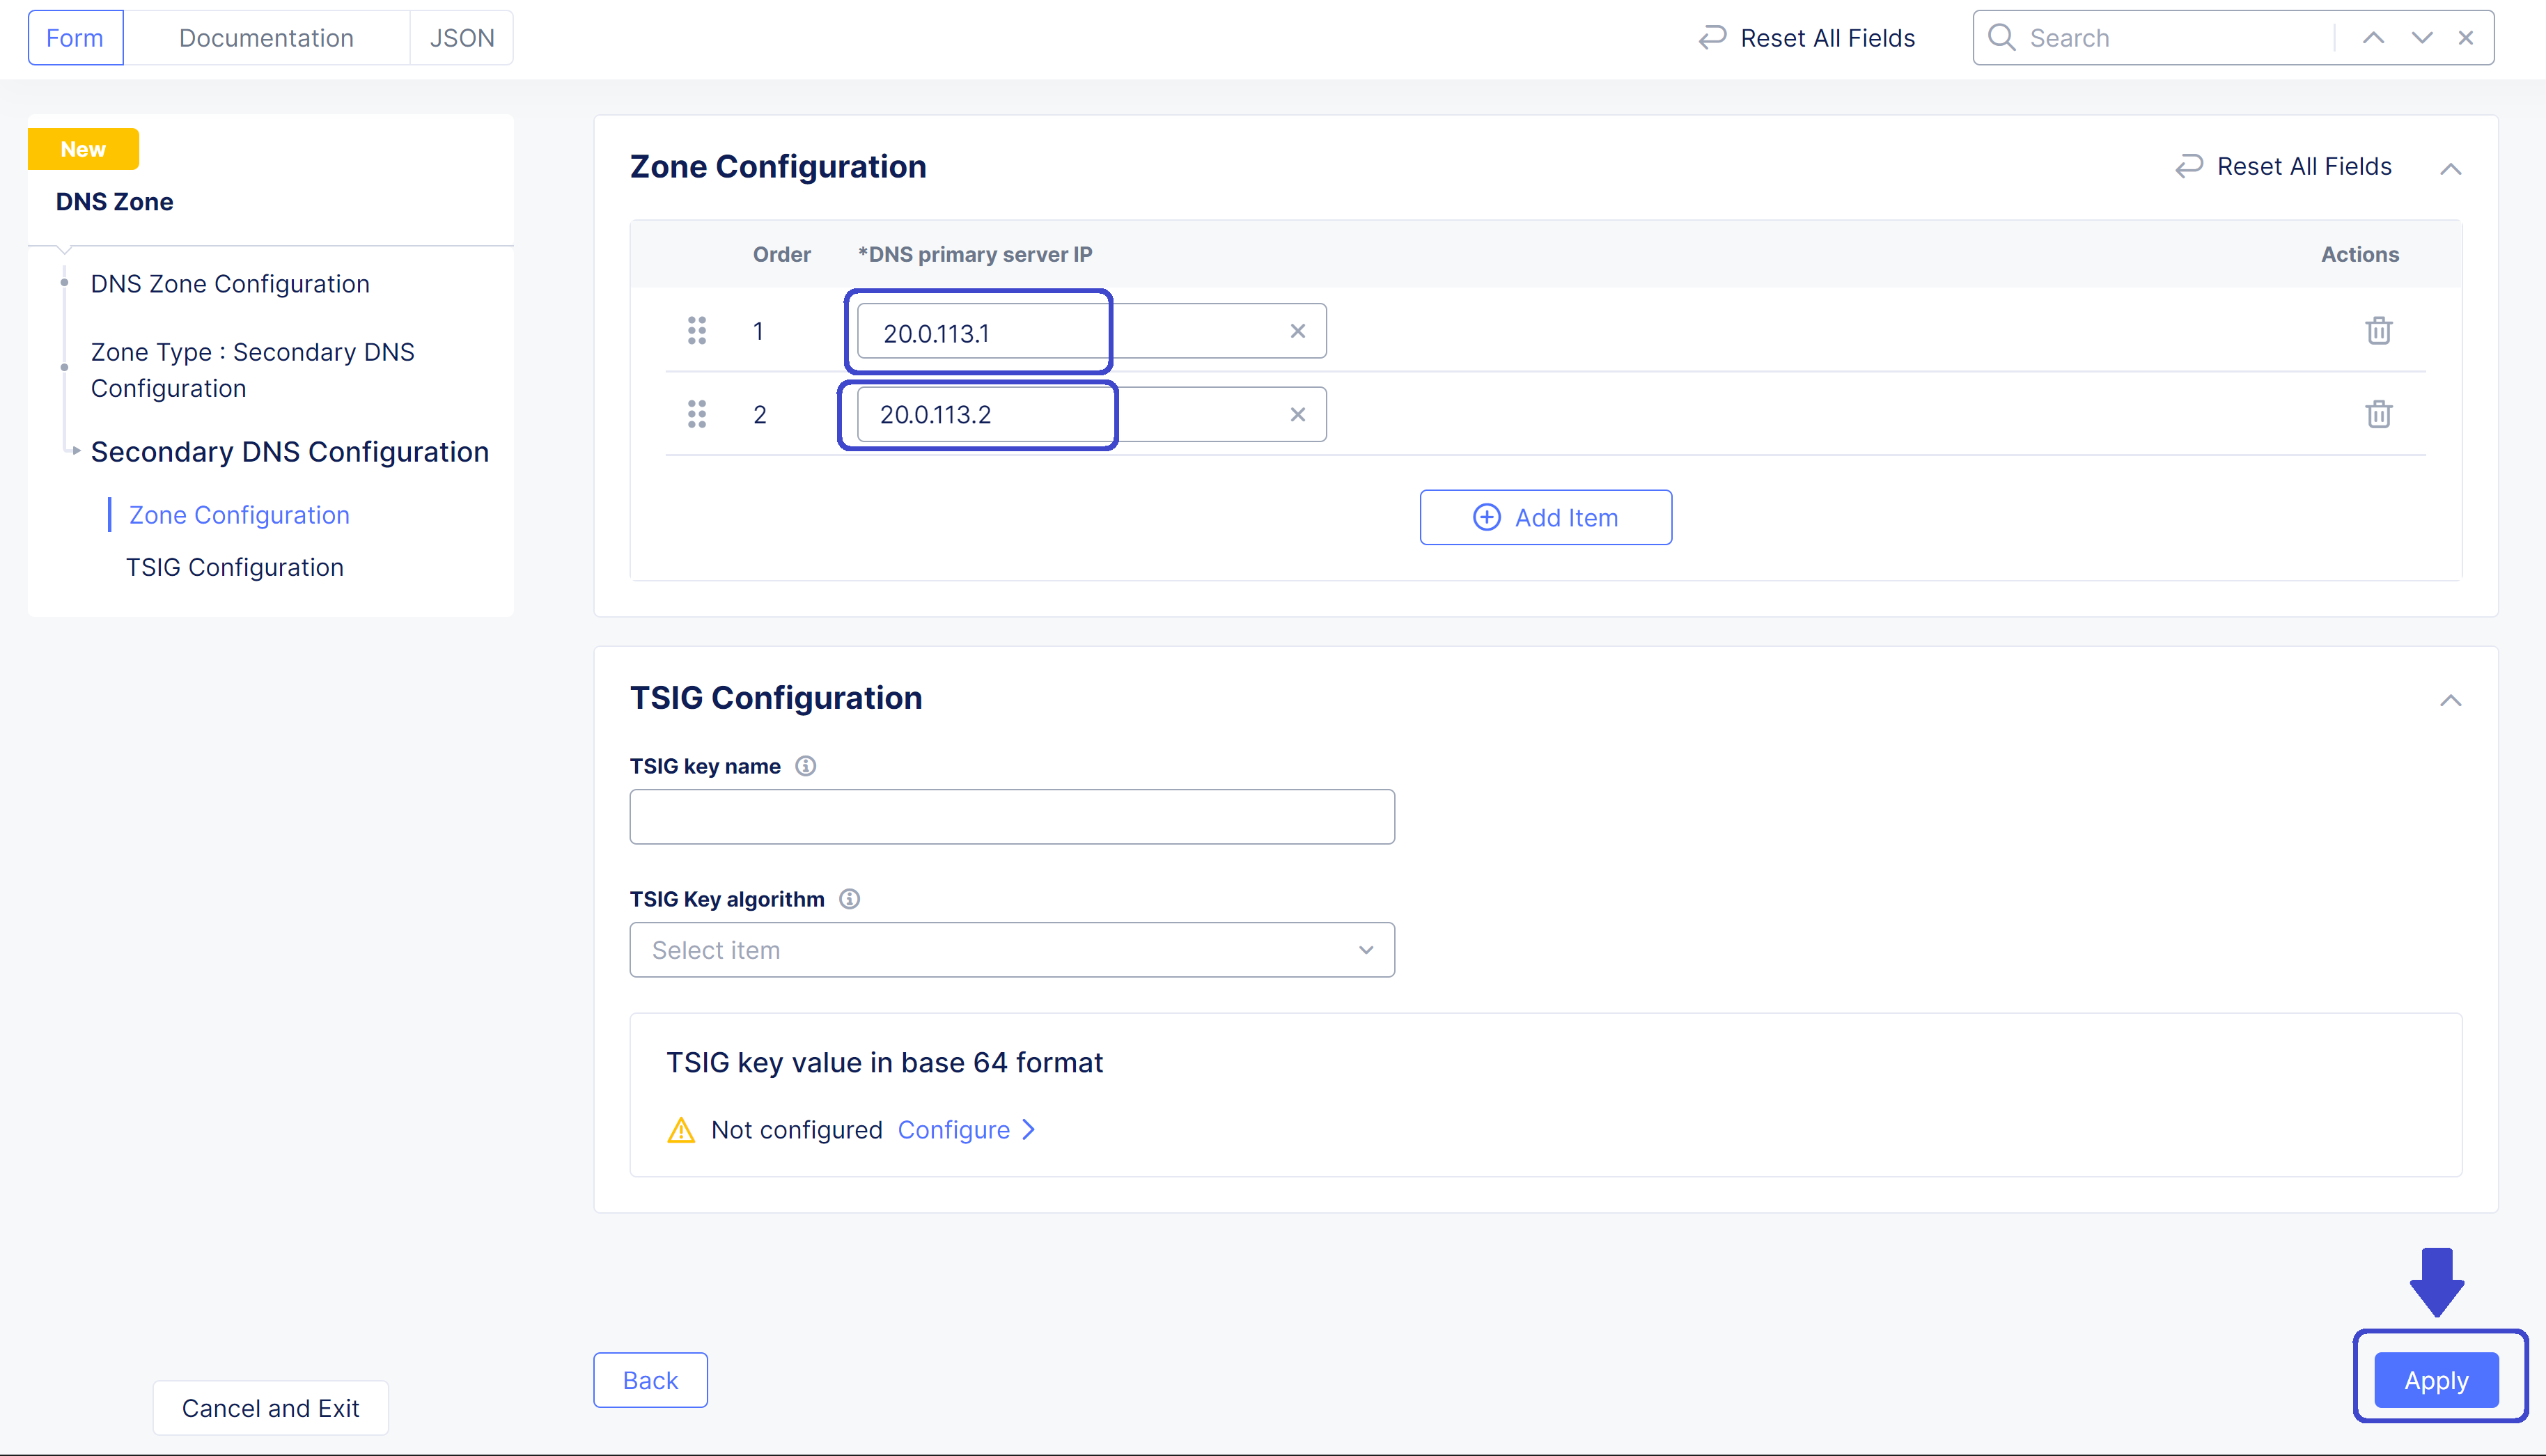 Form
Documentation
JSON
Reset All Fields
Search
New
DNS Zone
DNS Zone Configuration
Zone Type : Secondary DNS
Configuration
Secondary DNS Configuration
Zone Configuration
TSIG Configuration
Zone Configuration
Reset All Fields
Order
*DNS primary server IP
Actions
1
20.0.113.1
2
20.0.113.2
Add Item
TSIG Configuration
TSIG key name
TSIG Key algorithm
Select item
TSIG key value in base 64 format
Not configured Configure
Cancel and Exit
Back
Apply